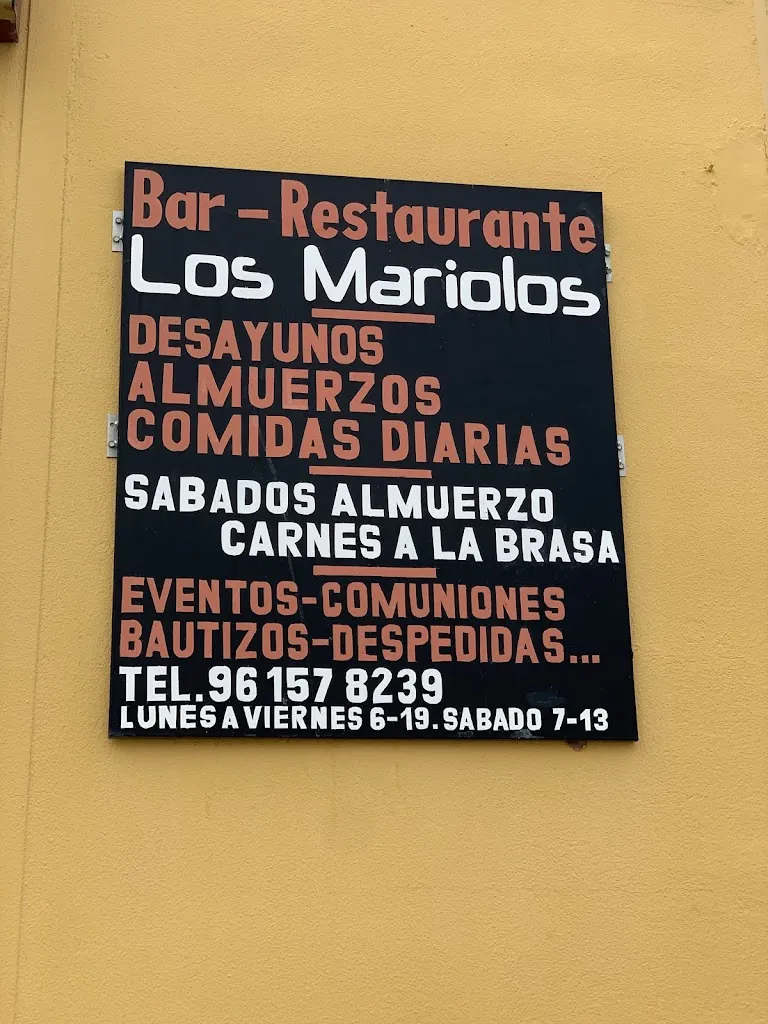 Bar - Restaurante
Los Mariolos
DESAYUNOS
ALMUERZOS
COMIDAS DIARIAS
SABADOS ALMUERZO
CARNES A LA BRASA
EVENTOS-COMUNIONES
BAUTIZOS-DESPEDIDAS...
TEL.96 157 8239
LUNES A VIERNES 6-19. SABADO 7-13